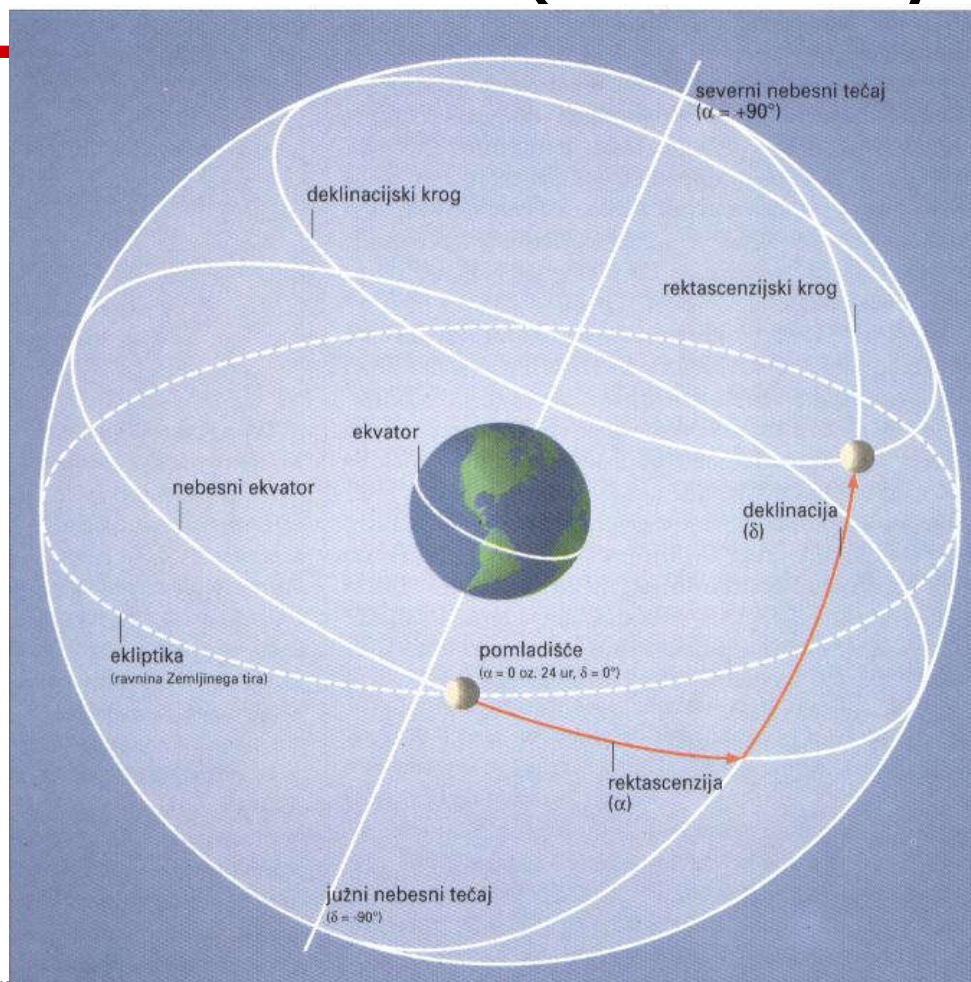 severni nebesni tečaj
(α = +90°)
deklinacijski krog
rektascenzijski krog
ekvator
nebesni ekvator
deklinacija
(δ)
ekliptika
(ravnina Zemljinega tira)
pomladišče
(α = 0 oz. 24 ur, δ = 0°)
rektascenzija
(α)
južni nebesni tečaj
(δ = -90°)